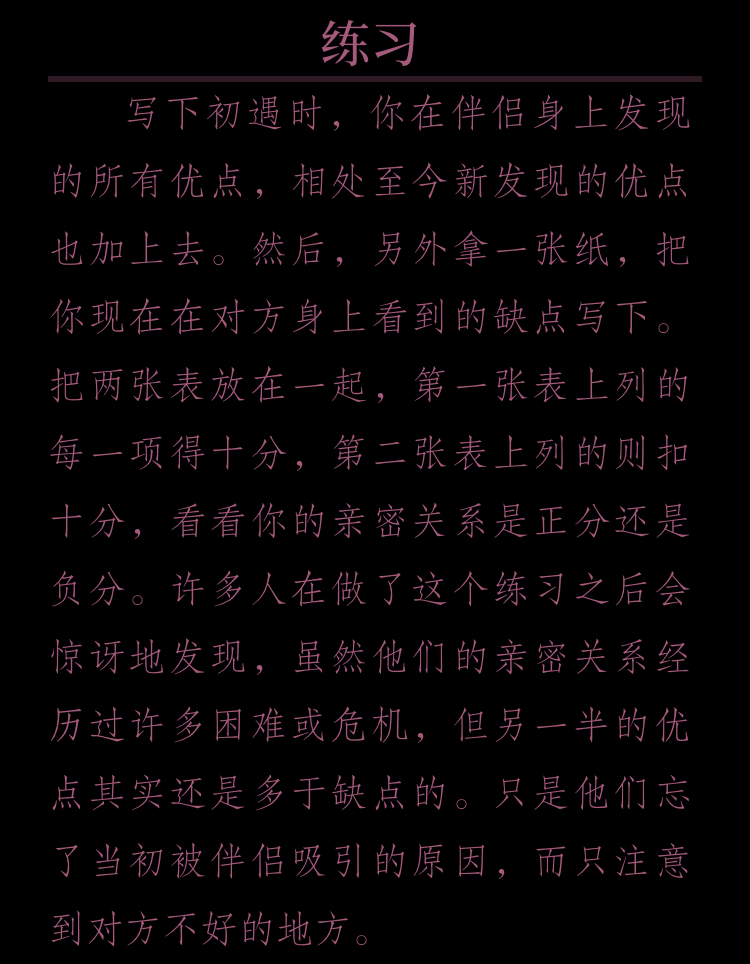 练习
写下初遇时，你在伴侣身上发现
的所有优点，相处至今新发现的优点
也加上去。然后，另外拿一张纸，把
你现在在对方身上看到的缺点写下。
把两张表放在一起，第一张表上列的
每一项得十分，第二张表上列的则扣
十分，看看你的亲密关系是正分还是
负分。许多人在做了这个练习之后会
惊讶地发现，虽然他们的亲密关系经
历过许多困难或危机，但另一半的优
点其实还是多于缺点的。只是他们忘
了当初被伴侣吸引的原因，而只注意
到对方不好的地方。